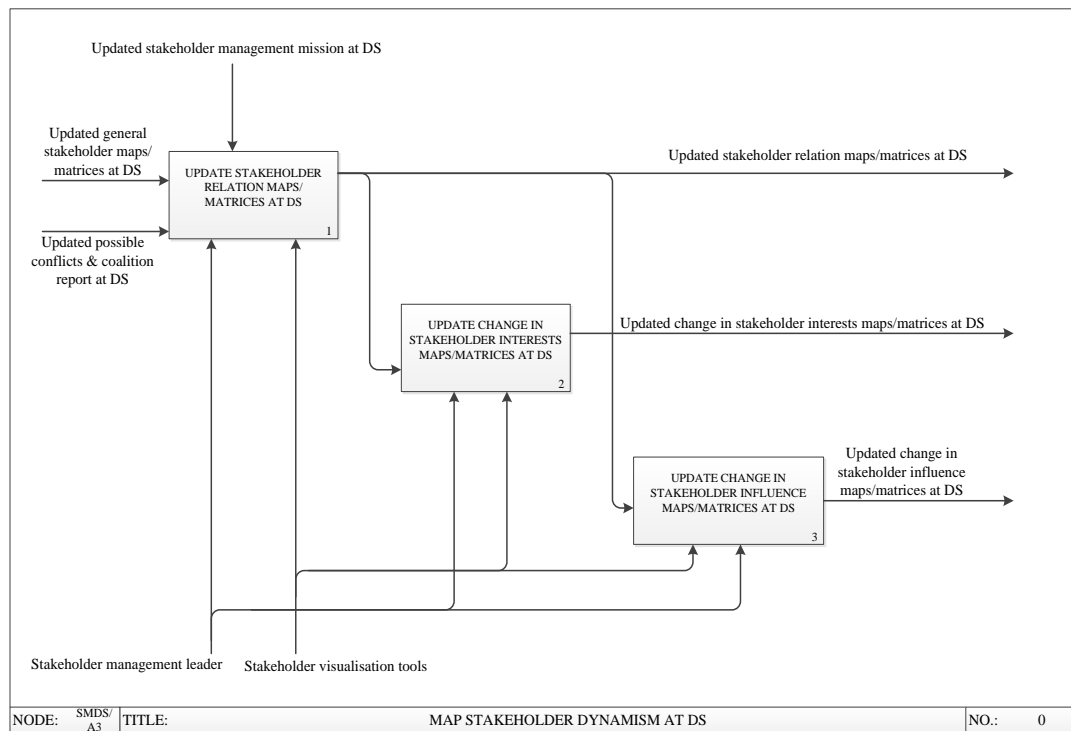 Updated stakeholder management mission at DS
Updated general
stakeholder maps/
matrices at DS
UPDATE STAKEHOLDER
RELATION MAPS/
MATRICES AT DS
1
Updated stakeholder relation maps/matrices at DS
Updated possible
conflicts & coalition
report at DS
UPDATE CHANGE IN
STAKEHOLDER INTERESTS
MAPS/MATRICES AT DS
2
Updated change in stakeholder interests maps/matrices at DS
UPDATE CHANGE IN
STAKEHOLDER INFLUENCE
MAPS/MATRICES AT DS
3
Updated change in
stakeholder influence
maps/matrices at DS
Stakeholder management leader
Stakeholder visualisation tools
NODE:
SMDS/
A3
TITLE:
MAP STAKEHOLDER DYNAMISM AT DS
NO.: 0